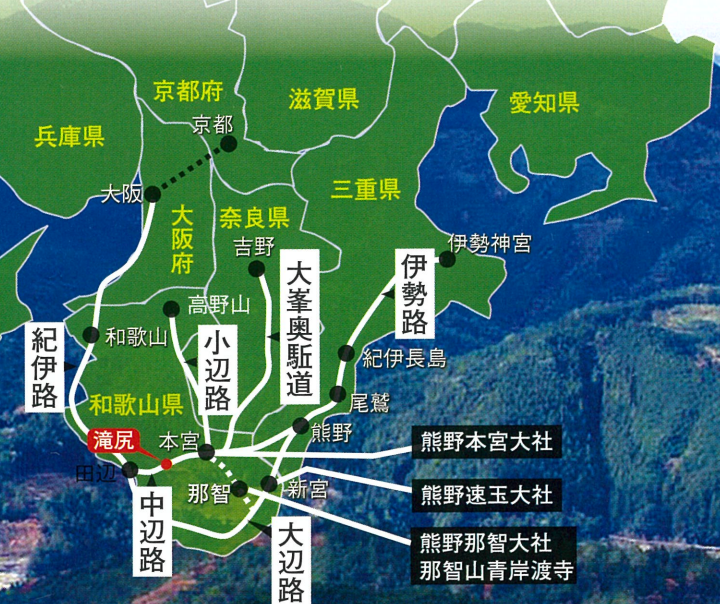 京都府
滋賀県
愛知県
兵庫県
京都
三重県
大阪
大阪府
奈良県
吉野
伊勢神宮
伊勢路
大峯奥駈道
高野山
小辺路
紀伊路
和歌山
紀伊長島
和歌山県
尾鷲
熊野
滝尻
本宮
熊野本宮大社
田辺
中辺路
那智
新宮
熊野速玉大社
大辺路
熊野那智大社
那智山青岸渡寺